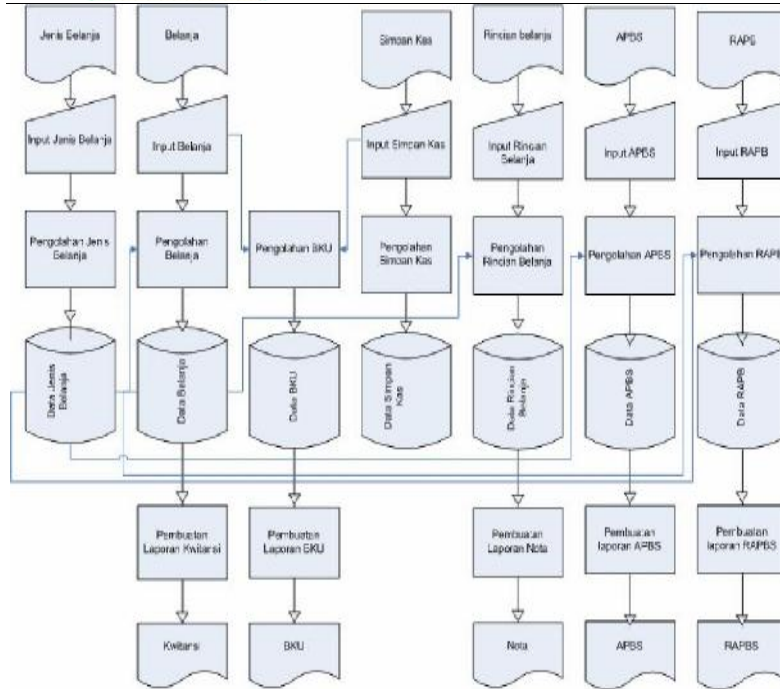 Jenis Belanja
Belanja
Simpan Kas
Rincian belanja
APBS
RAPB
Input Jenis Belanja
Input Belanja
Input Simpan Kas
Input Rincian
Belanja
Input APBS
Input RAPB
Pengolahan Jenis
Belanja
Pengolahan
Belanja
Pengolahan BKU
Pengolahan
Simpan Kas
Pengolahan
Rincian Belanja
Pengolahan APBS
Pengolahan RAPB
Data Jenis
Belanja
Data Belanja
Data BKU
Data Simpan
Kas
Data Rincian
Belanja
Data APBS
Data RAPB
Pembuatan
Laporan Kwitansi
Pembuatan
Laporan BKU
Pembuatan
Laporan Nota
Pembuatan
laporan APBS
Pembuatan
laporan RAPBS
Kwitansi
BKU
Nota
APBS
RAPBS